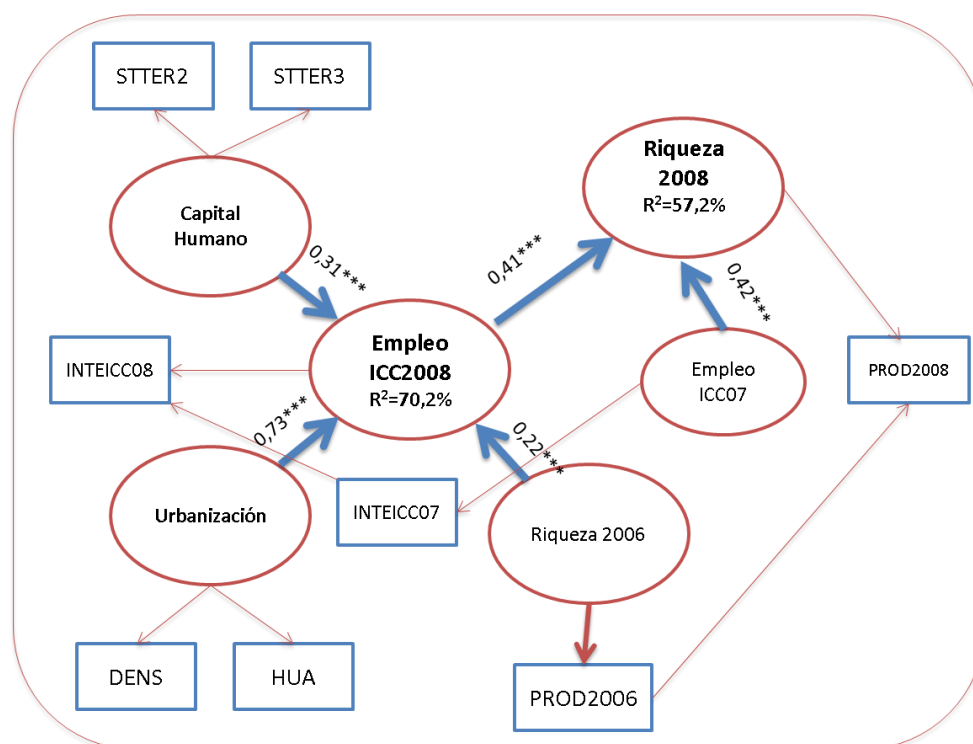 STTER2
STTER3
Riqueza
2008
R²=57,2%
Capital
Humano
0,31***
0,41***
0,42***
Empleo
ICC2008
R²=70,2%
INTEICC08
Empleo
ICC07
PROD2008
0,73***
0,22***
Urbanización
INTEICC07
Riqueza 2006
DENS
HUA
PROD2006